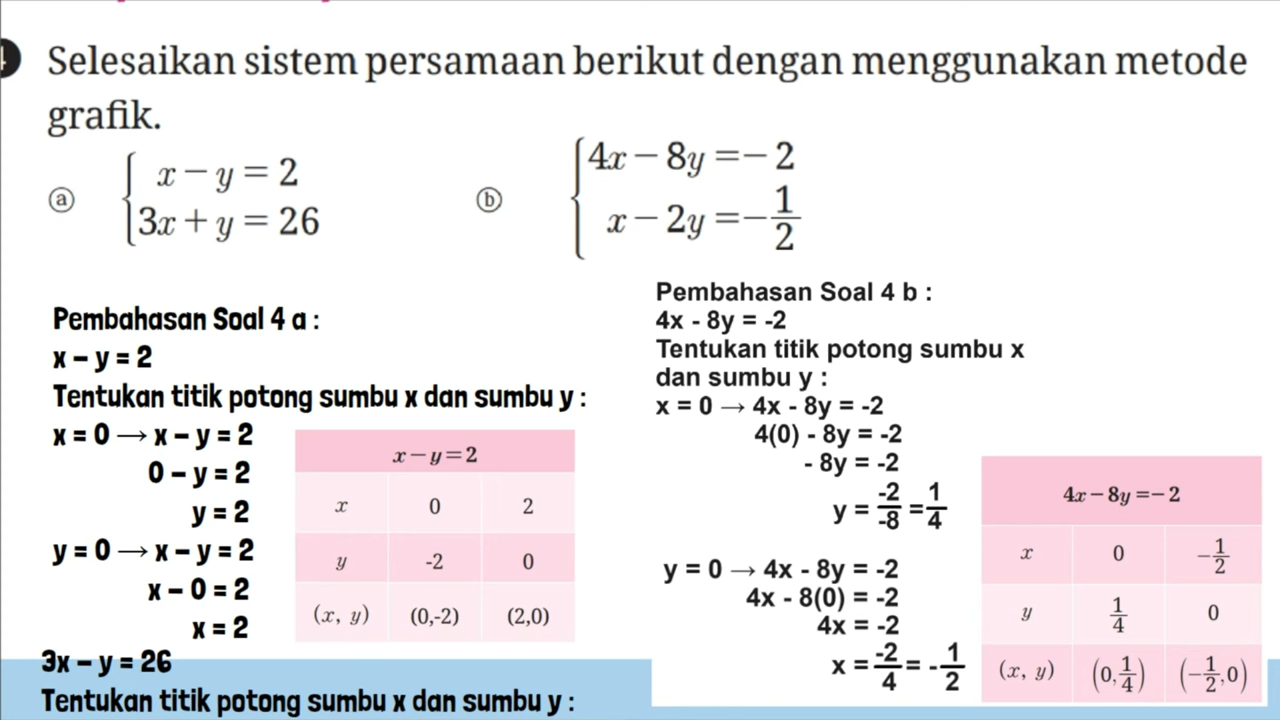 Selesaikan sistem persamaan berikut dengan menggunakan metode
grafik.
ⓐ { x − y = 2
3x + y = 26
ⓑ { 4x − 8y = − 2
x − 2y = − 1/2
Pembahasan Soal 4 a :
x – y = 2
Tentukan titik potong sumbu x dan sumbu y :
x = 0 → x – y = 2
0 – y = 2
y = 2
y = 0 → x – y = 2
x – 0 = 2
x = 2
x − y = 2
x 0 2
y -2 0
(x, y) (0,-2) (2,0)
3x – y = 26
Tentukan titik potong sumbu x dan sumbu y :
Pembahasan Soal 4 b :
4x - 8y = -2
Tentukan titik potong sumbu x
dan sumbu y :
x = 0 → 4x - 8y = -2
4(0) - 8y = -2
- 8y = -2
y = -2/-8 = 1/4
y = 0 → 4x - 8y = -2
4x - 8(0) = -2
4x = -2
x = -2/4 = - 1/2
4x − 8y = − 2
x 0 −1/2
y 1/4 0
(x, y) (0, 1/4) (−1/2, 0)